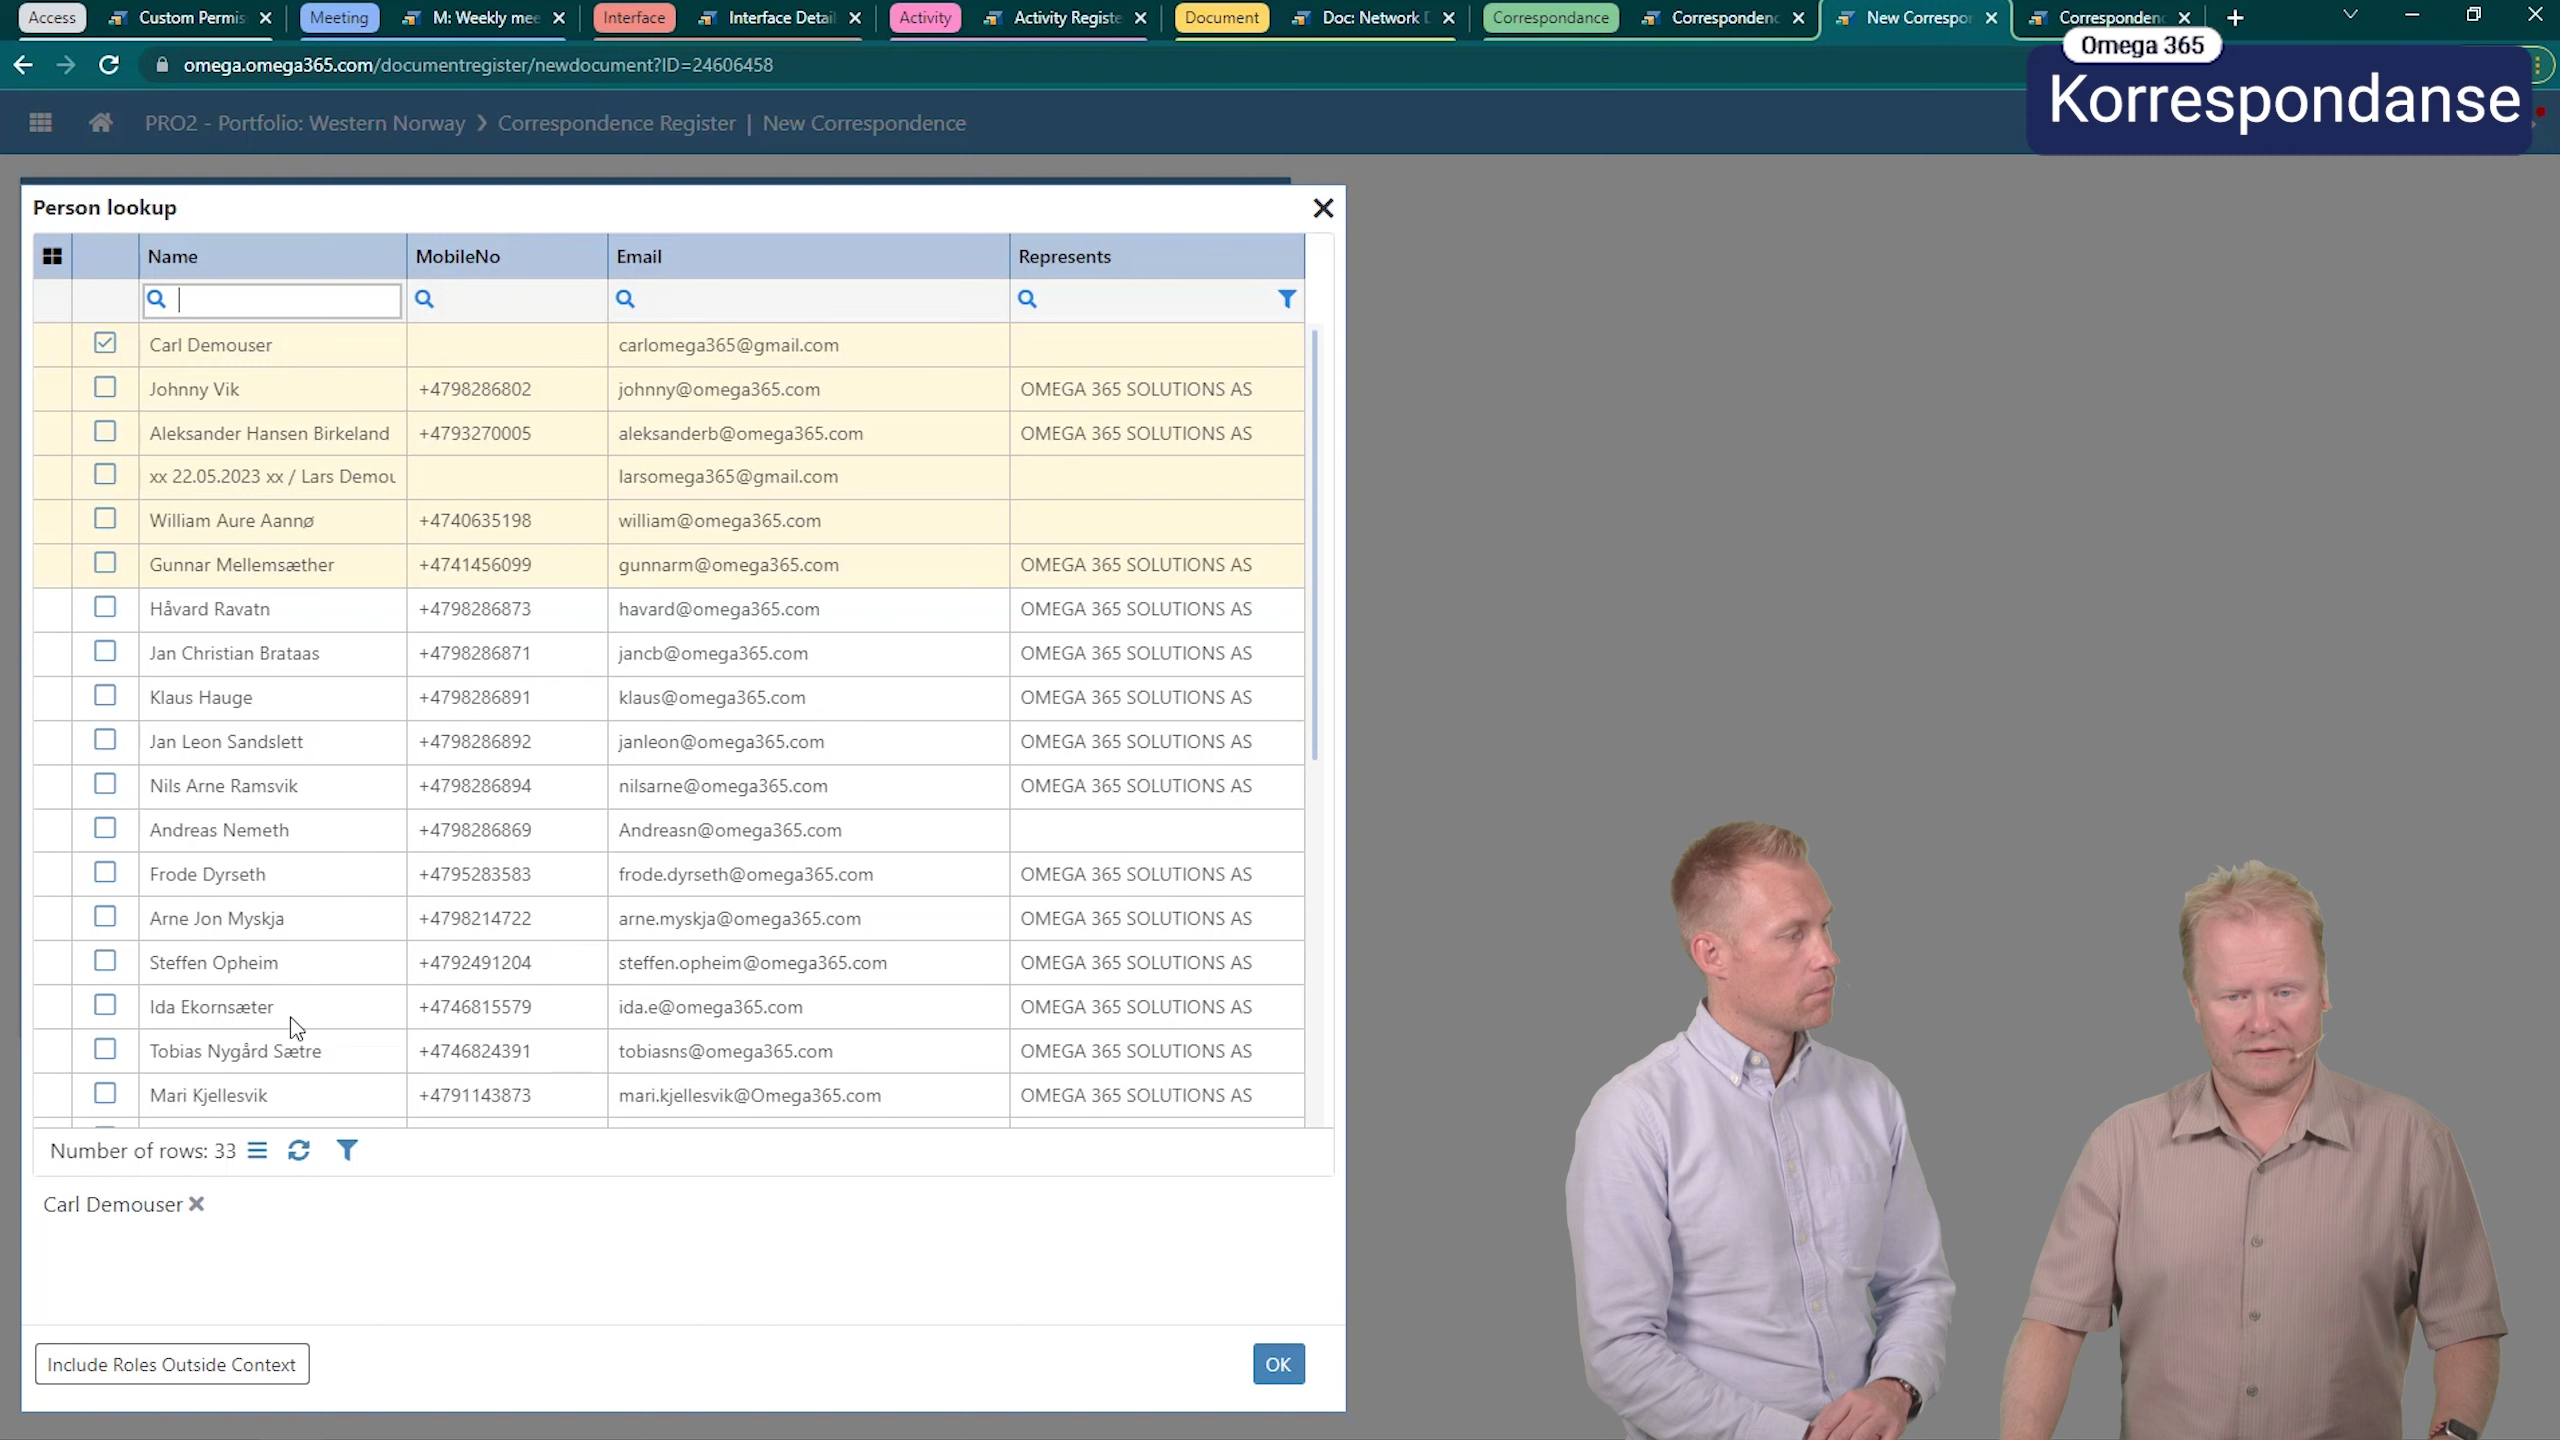 Access
Custom Permis
Meeting
M: Weekly mee
Interface
Interface Detail
Activity
Activity Registe
Document
Doc: Network D
Correspondance
Correspondenc
New Correspo
Correspondenc
omega.omega365.com/documentregister/newdocument?ID=24606458
Omega 365
Korrespondanse
PRO2 - Portfolio: Western Norway > Correspondence Register | New Correspondence
Person lookup
Name MobileNo Email Represents
Carl Demouser carlomega365@gmail.com
Johnny Vik +4798286802 johnny@omega365.com OMEGA 365 SOLUTIONS AS
Aleksander Hansen Birkeland +4793270005 aleksanderb@omega365.com OMEGA 365 SOLUTIONS AS
xx 22.05.2023 xx / Lars Demou larsomega365@gmail.com
William Aure Aannø +4740635198 william@omega365.com
Gunnar Mellemsæther +4741456099 gunnarm@omega365.com OMEGA 365 SOLUTIONS AS
Håvard Ravatn +4798286873 havard@omega365.com OMEGA 365 SOLUTIONS AS
Jan Christian Brataas +4798286871 jancb@omega365.com OMEGA 365 SOLUTIONS AS
Klaus Hauge +4798286891 klaus@omega365.com OMEGA 365 SOLUTIONS AS
Jan Leon Sandslett +4798286892 janleon@omega365.com OMEGA 365 SOLUTIONS AS
Nils Arne Ramsvik +4798286894 nilsarne@omega365.com OMEGA 365 SOLUTIONS AS
Andreas Nemeth +4798286869 Andreasn@omega365.com
Frode Dyrseth +4795283583 frode.dyrseth@omega365.com OMEGA 365 SOLUTIONS AS
Arne Jon Myskja +4798214722 arne.myskja@omega365.com OMEGA 365 SOLUTIONS AS
Steffen Opheim +4792491204 steffen.opheim@omega365.com OMEGA 365 SOLUTIONS AS
Ida Ekornsæter +4746815579 ida.e@omega365.com OMEGA 365 SOLUTIONS AS
Tobias Nygård Sætre +4746824391 tobiasns@omega365.com OMEGA 365 SOLUTIONS AS
Mari Kjellesvik +4791143873 mari.kjellesvik@Omega365.com OMEGA 365 SOLUTIONS AS
Number of rows: 33
Carl Demouser
Include Roles Outside Context
OK